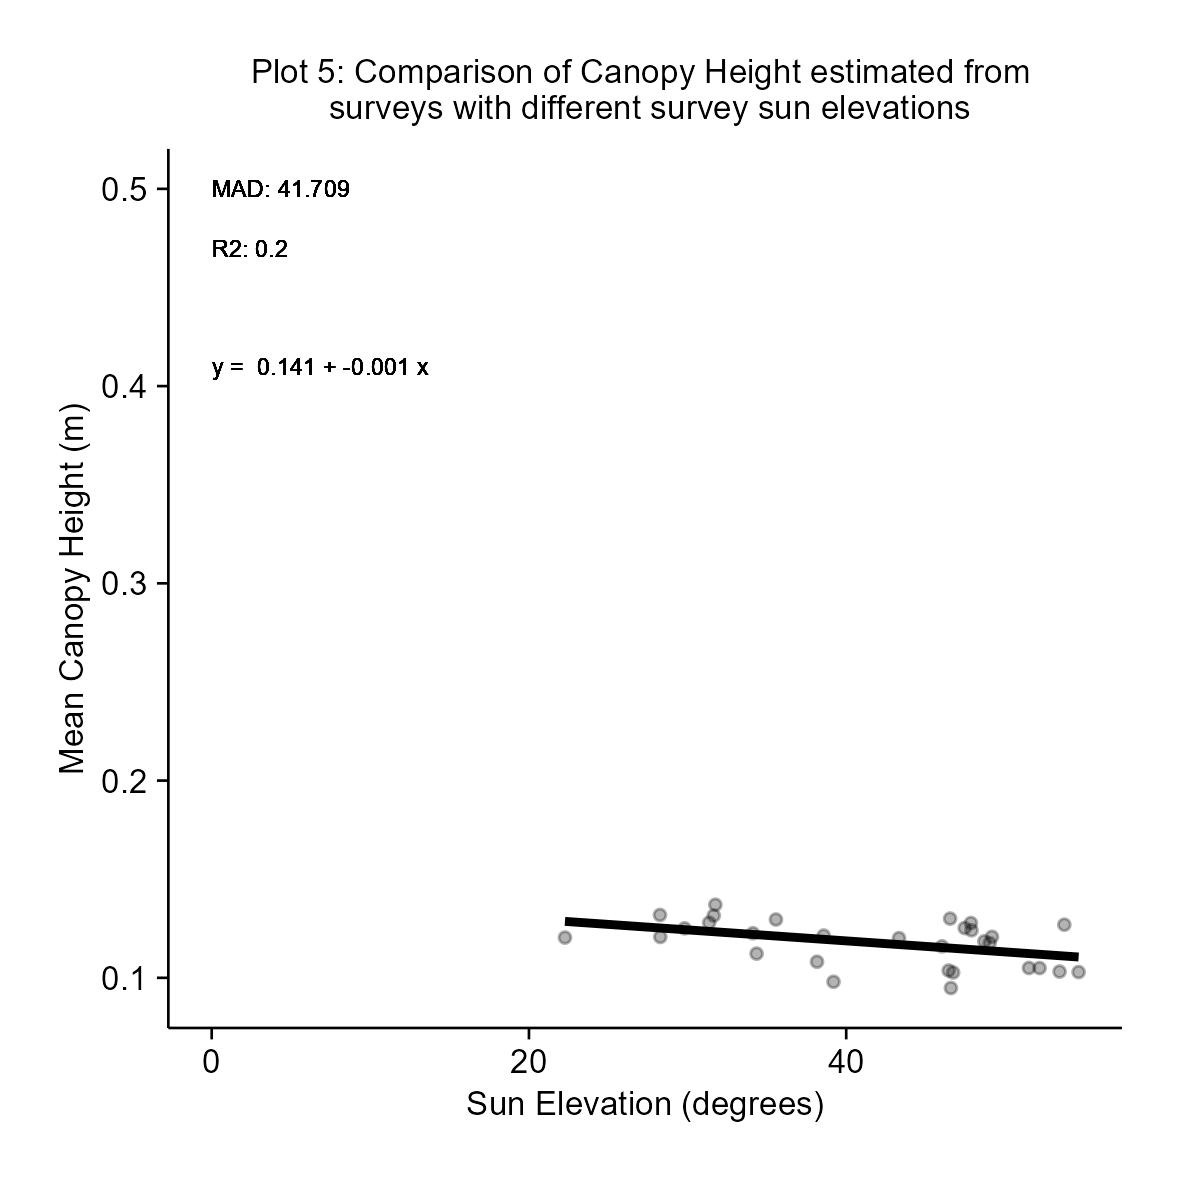 Plot 5: Comparison of Canopy Height estimated from
surveys with different survey sun elevations
MAD: 41.709
R2: 0.2
y =  0.141 + -0.001 x
Mean Canopy Height (m)
0.5
0.4
0.3
0.2
0.1
0 20 40
Sun Elevation (degrees)